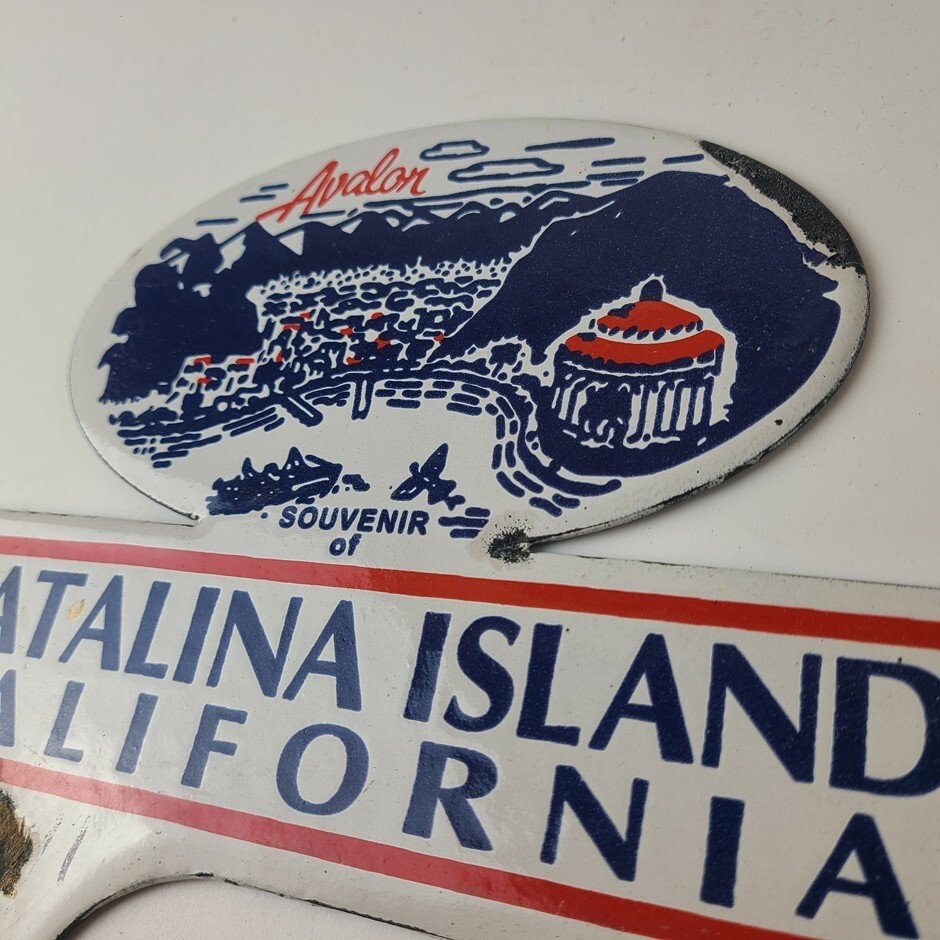 Avalon
SOUVENIR
of
ATALINA ISLAND
ALIFORNIA